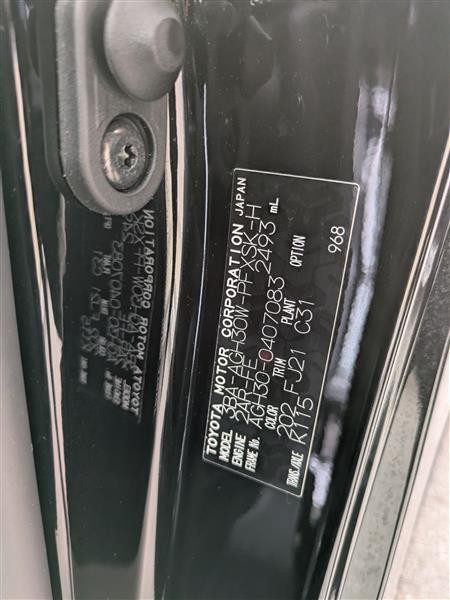 TOYOTA MOTOR CORPORATION JAPAN
MODEL 3BA-AGH30W-PFXSK-H
ENGINE 2AR-FE 2493 mL
FRAME No. AGH30-0407083
COLOR TRIM PLANT OPTION
202 FJ21 C31 968
TRANS/AXLE K115